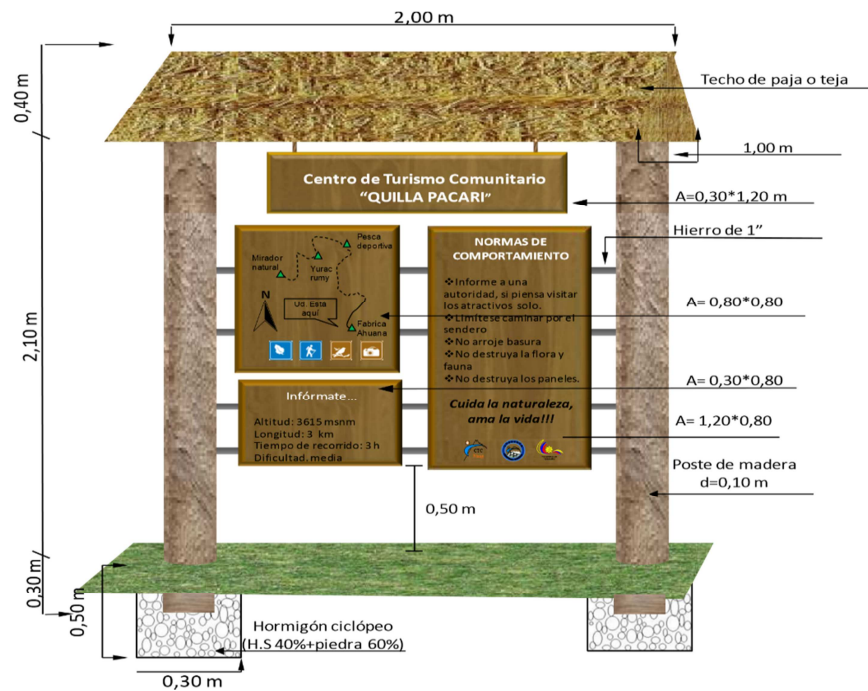 2,00 m
0,40 m
Techo de paja o teja
1,00 m
Centro de Turismo Comunitario
“QUILLA PACARI”
A=0,30*1,20 m
Hierro de 1”
Pesca
deportiva
Mirador
natural
Yurac
rumy
N
Ud. Esta
aquí
Fabrica
Ahuana
NORMAS DE
COMPORTAMIENTO
❖Informe a una
autoridad, si piensa visitar
los atractivos solo.
❖Limítese caminar por el
sendero
❖No arroje basura
❖No destruya la flora y
fauna
❖No destruya los paneles.
Cuida la naturaleza,
ama la vida!!!
A= 0,80*0,80
2,10 m
Infórmate...
Altitud: 3615 msnm
Longitud: 3 km
Tiempo de recorrido: 3 h
Dificultad. media
A= 0,30*0,80
A= 1,20*0,80
Poste de madera
d=0,10 m
0,50 m
0,30 m
0,50 m
Hormigón ciclópeo
(H.S 40%+piedra 60%)
0,30 m